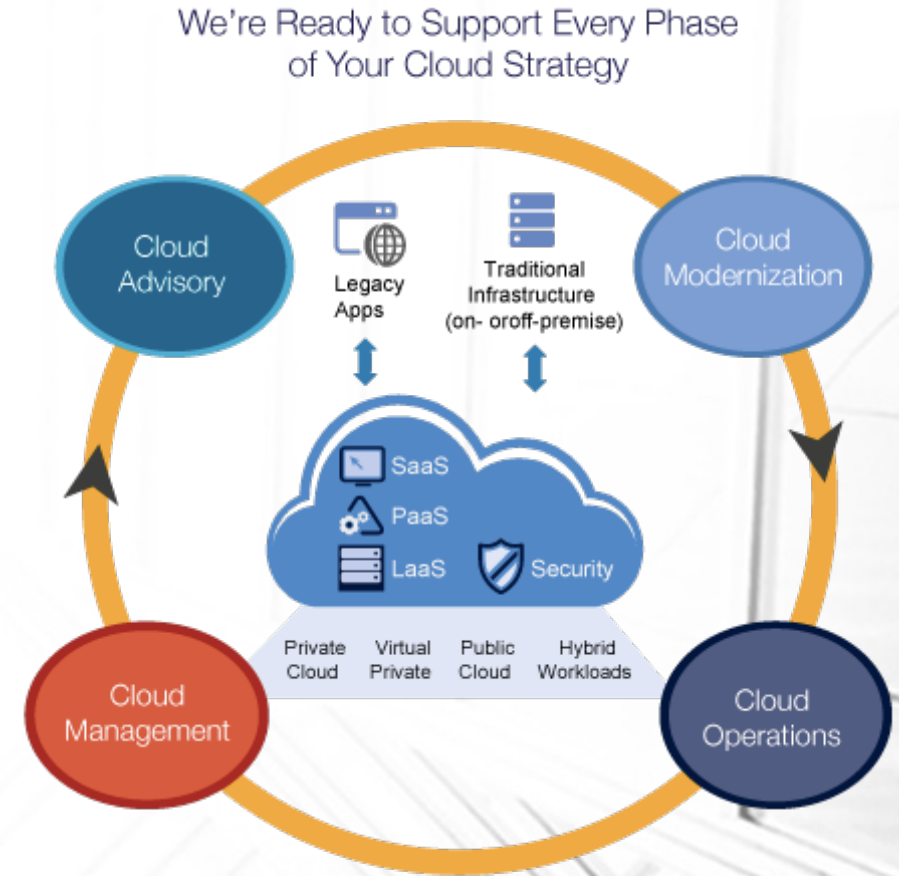 We're Ready to Support Every Phase
of Your Cloud Strategy
Cloud
Advisory
Legacy
Apps
Traditional
Infrastructure
(on- oroff-premise)
Cloud
Modernization
SaaS
PaaS
LaaS
Security
Private
Cloud
Virtual
Private
Public
Cloud
Hybrid
Workloads
Cloud
Management
Cloud
Operations